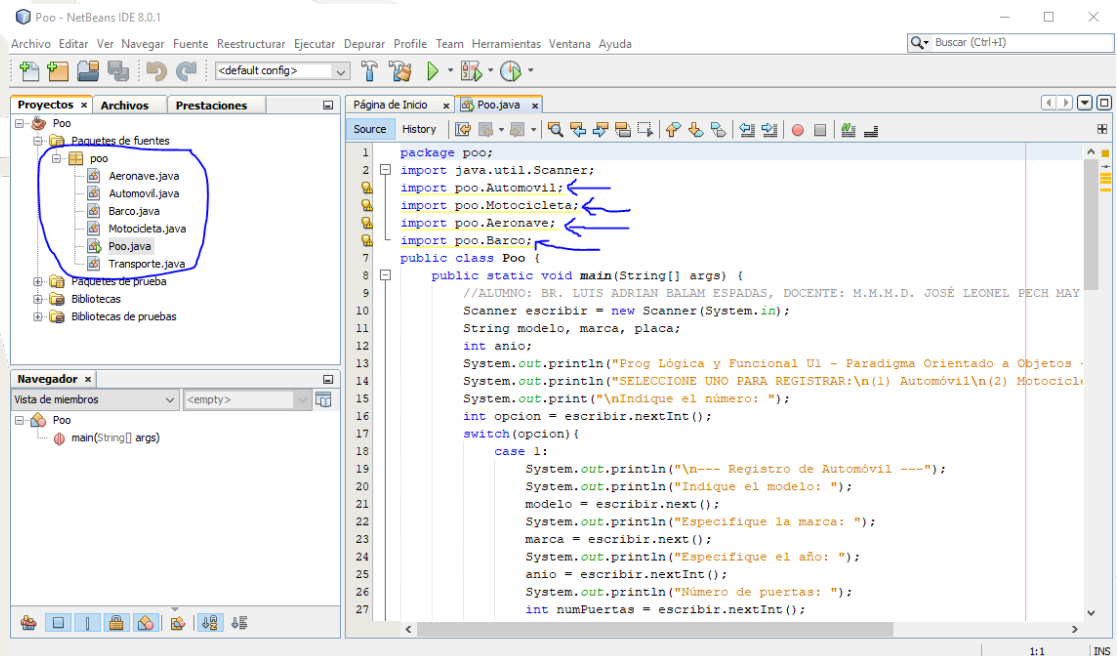 Poo - NetBeans IDE 8.0.1
Archivo Editar Ver Navegar Fuente Reestructurar Ejecutar Depurar Profile Team Herramientas Ventana Ayuda
Buscar (Ctrl+I)
<default config>
Proyectos Archivos Prestaciones
Poo
Paquetes de fuentes
poo
Aeronave.java
Automovil.java
Barco.java
Motocicleta.java
Poo.java
Transporte.java
Paquetes de prueba
Bibliotecas
Bibliotecas de pruebas
Navegador
Vista de miembros <empty>
Poo
main(String[] args)
Página de Inicio Poo.java
Source History
1 package poo;
2 import java.util.Scanner;
import poo.Automovil;
import poo.Motocicleta;
import poo.Aeronave;
import poo.Barco;
7 public class Poo {
8 public static void main(String[] args) {
9 //ALUMNO: BR. LUIS ADRIAN BALAM ESPADAS, DOCENTE: M.M.M.D. JOSÉ LEONEL PECH MAY
10 Scanner escribir = new Scanner(System.in);
11 String modelo, marca, placa;
12 int anio;
13 System.out.println("Prog Lógica y Funcional U1 - Paradigma Orientado a Objetos -
14 System.out.println("SELECCIONE UNO PARA REGISTRAR:\n(1) Automóvil\n(2) Motocicle
15 System.out.print("\nIndique el número: ");
16 int opcion = escribir.nextInt();
17 switch(opcion){
18 case 1:
19 System.out.println("\n--- Registro de Automóvil ---");
20 System.out.println("Indique el modelo: ");
21 modelo = escribir.next();
22 System.out.println("Especifique la marca: ");
23 marca = escribir.next();
24 System.out.println("Especifique el año: ");
25 anio = escribir.nextInt();
26 System.out.println("Número de puertas: ");
27 int numPuertas = escribir.nextInt();
1:1 INS